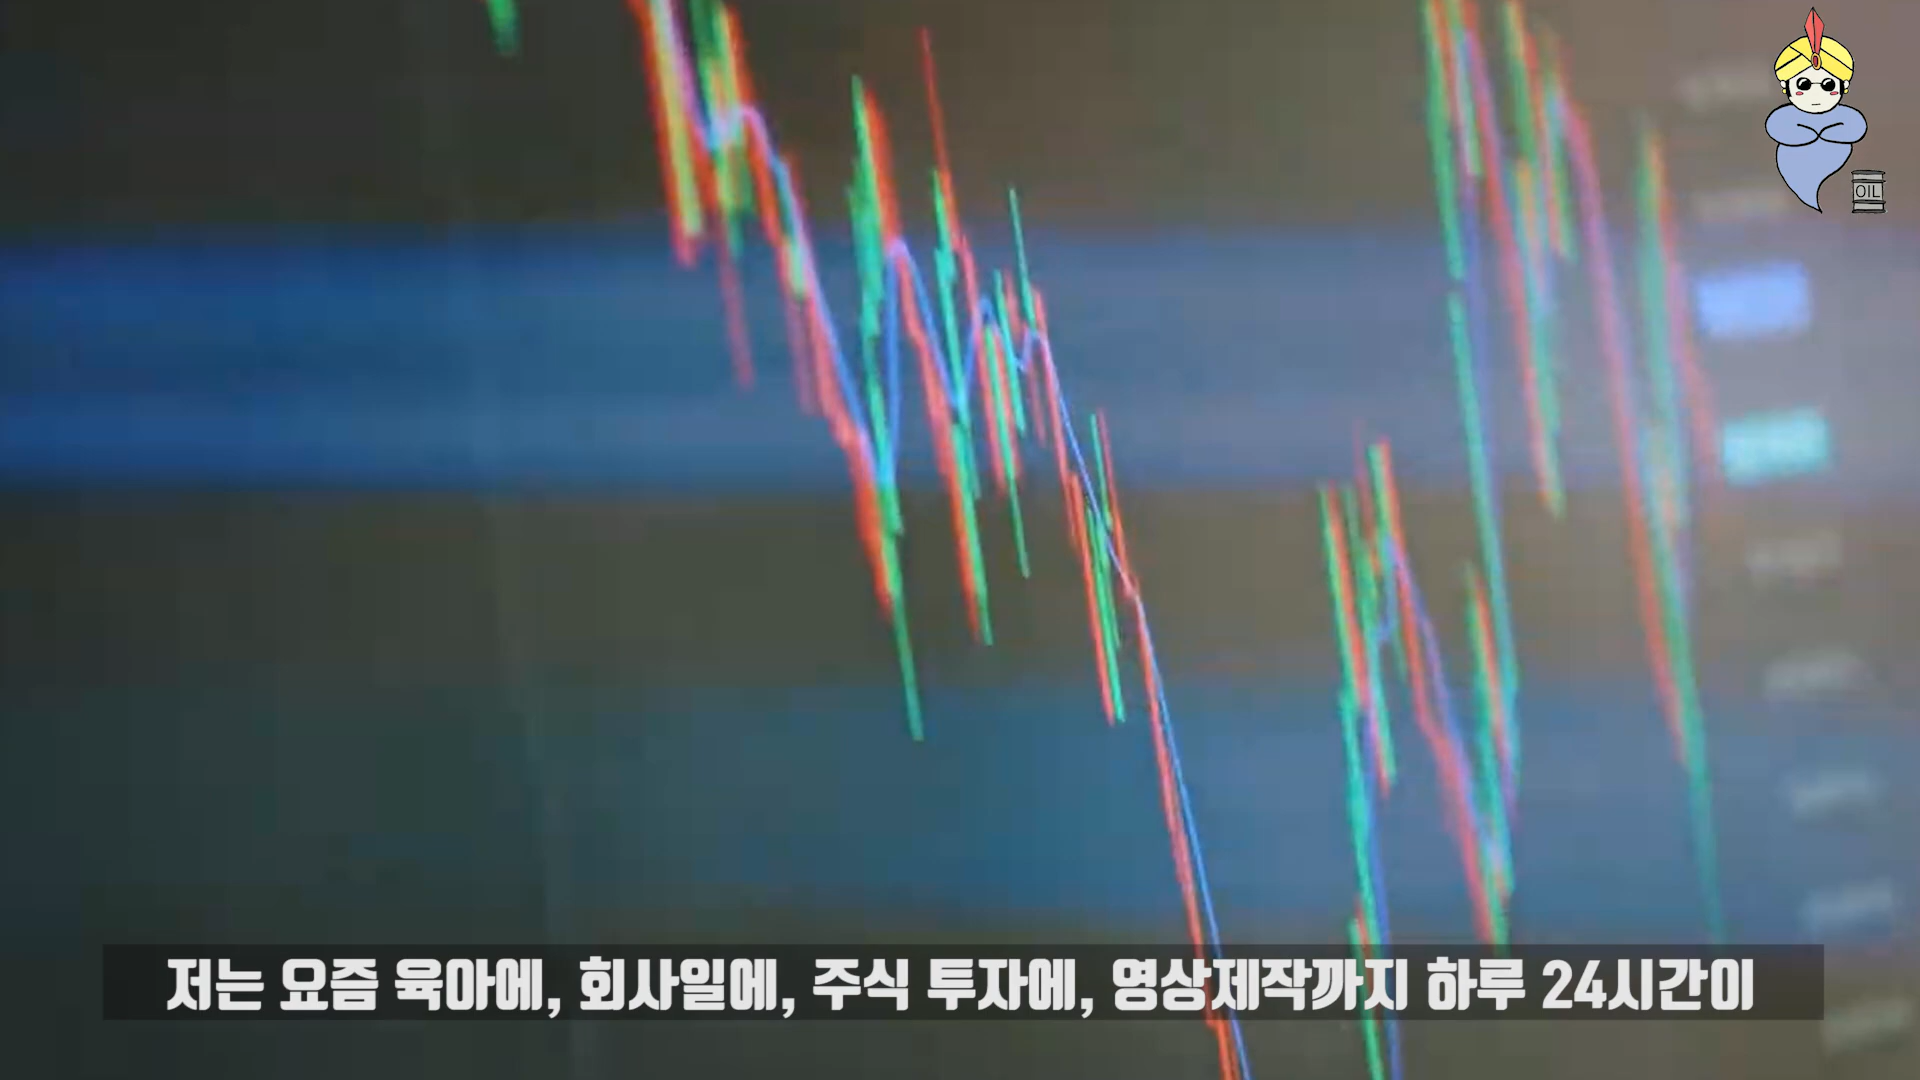 OIL
저는 요즘 육아에, 회사일에, 주식 투자에, 영상제작까지 하루 24시간이